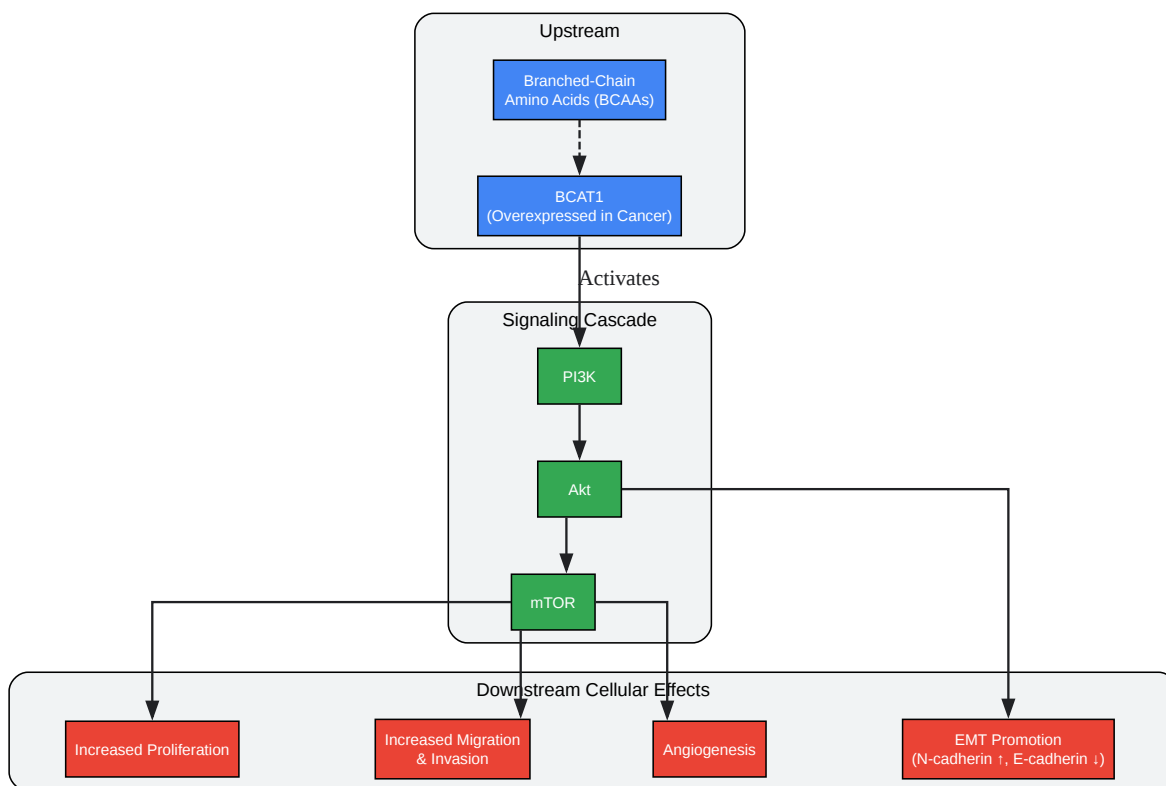 Upstream
Branched-Chain
Amino Acids (BCAAs)
BCAT1
(Overexpressed in Cancer)
Activates
Signaling Cascade
PI3K
Akt
mTOR
Downstream Cellular Effects
Increased Proliferation
Increased Migration
& Invasion
Angiogenesis
EMT Promotion
(N-cadherin ↑, E-cadherin ↓)